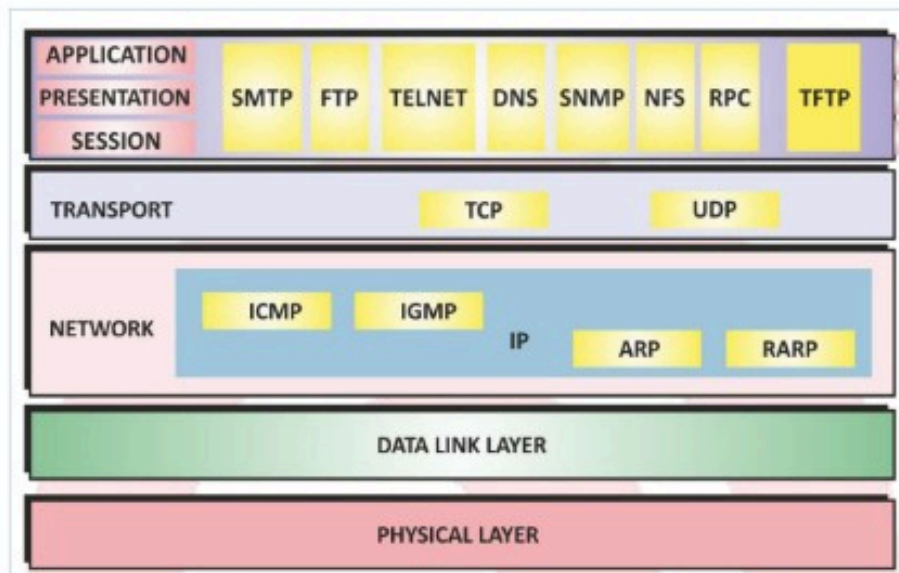 APPLICATION
PRESENTATION
SESSION
SMTP FTP TELNET DNS SNMP NFS RPC TFTP
TRANSPORT
TCP UDP
NETWORK
ICMP IGMP
IP
ARP RARP
DATA LINK LAYER
PHYSICAL LAYER